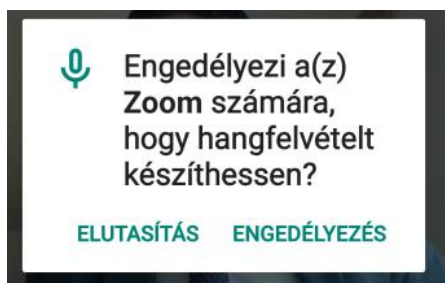 Engedélyezi a(z)
Zoom számára,
hogy hangfelvételt
készíthessen?
ELUTASÍTÁS ENGEDÉLYEZÉS